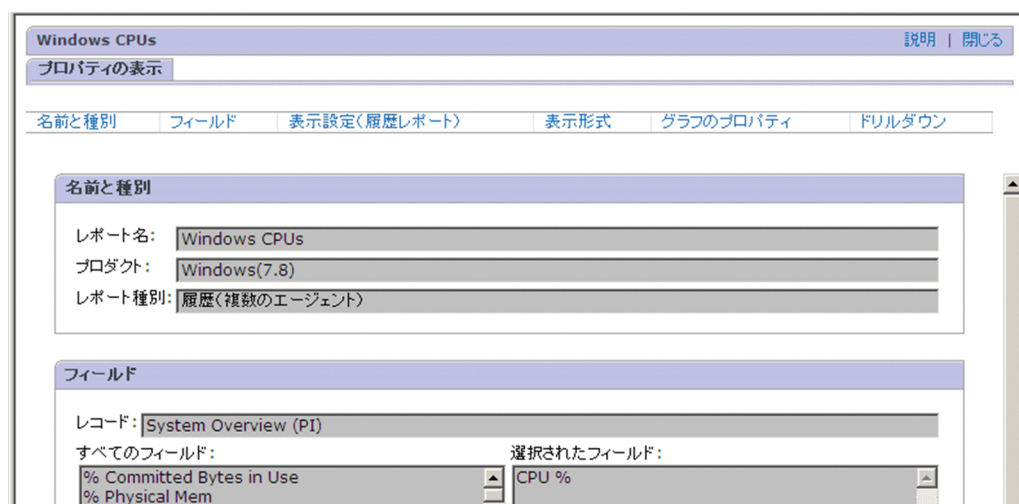 Windows CPUs 説明 | 閉じる
プロパティの表示
名前と種別 フィールド 表示設定(履歴レポート) 表示形式 グラフのプロパティ ドリルダウン
名前と種別
レポート名: Windows CPUs
プロダクト: Windows(7.8)
レポート種別: 履歴(複数のエージェント)
フィールド
レコード: System Overview (PI)
すべてのフィールド: 選択されたフィールド:
% Committed Bytes in Use CPU %
% Physical Mem